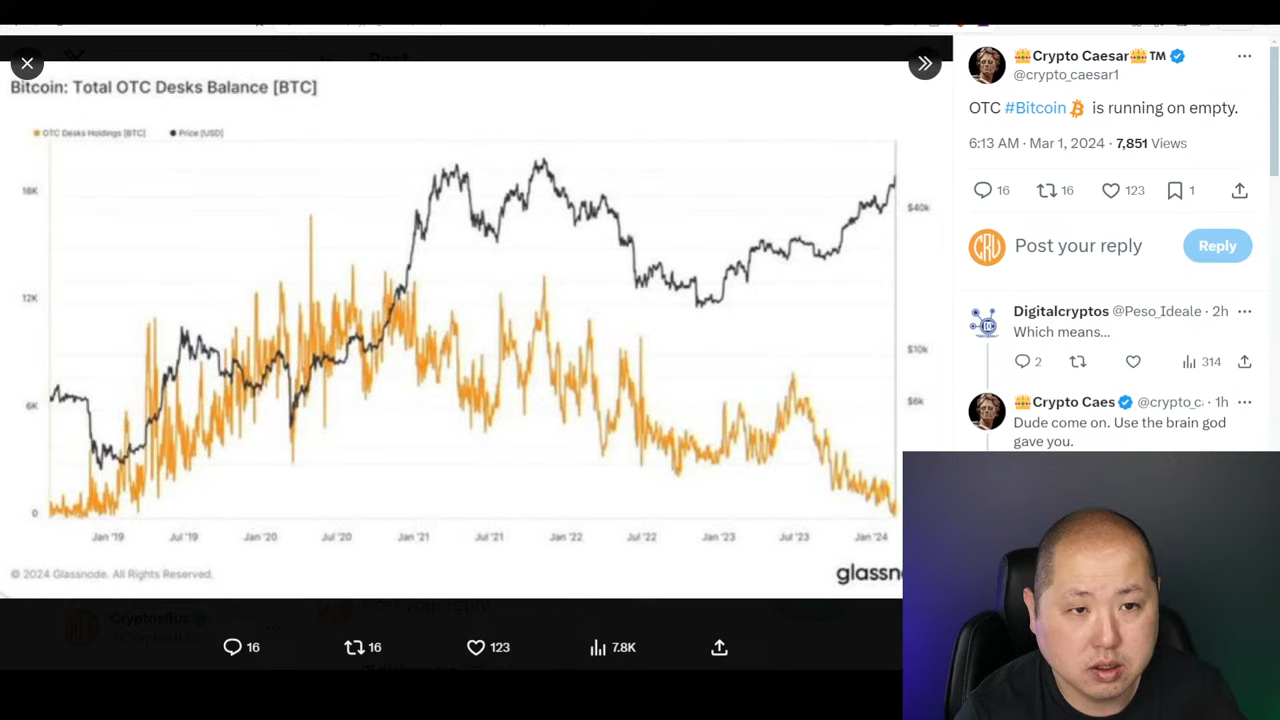 Bitcoin: Total OTC Desks Balance [BTC]
OTC Desks Holdings [BTC]
Price [USD]
18K
12K
6K
0
$40k
$10k
$6k
Jan '19
Jul '19
Jan '20
Jul '20
Jan '21
Jul '21
Jan '22
Jul '22
Jan '23
Jul '23
Jan '24
© 2024 Glassnode. All Rights Reserved.
glassn
16
16
123
7.8K
Crypto Caesar TM
@crypto_caesar1
OTC #Bitcoin is running on empty.
6:13 AM · Mar 1, 2024 · 7,851 Views
16
16
123
1
CRU
Post your reply
Reply
Digitalcryptos @Peso_Ideale · 2h
Which means...
2
314
Crypto Caes @crypto_c: · 1h
Dude come on. Use the brain god
gave you.